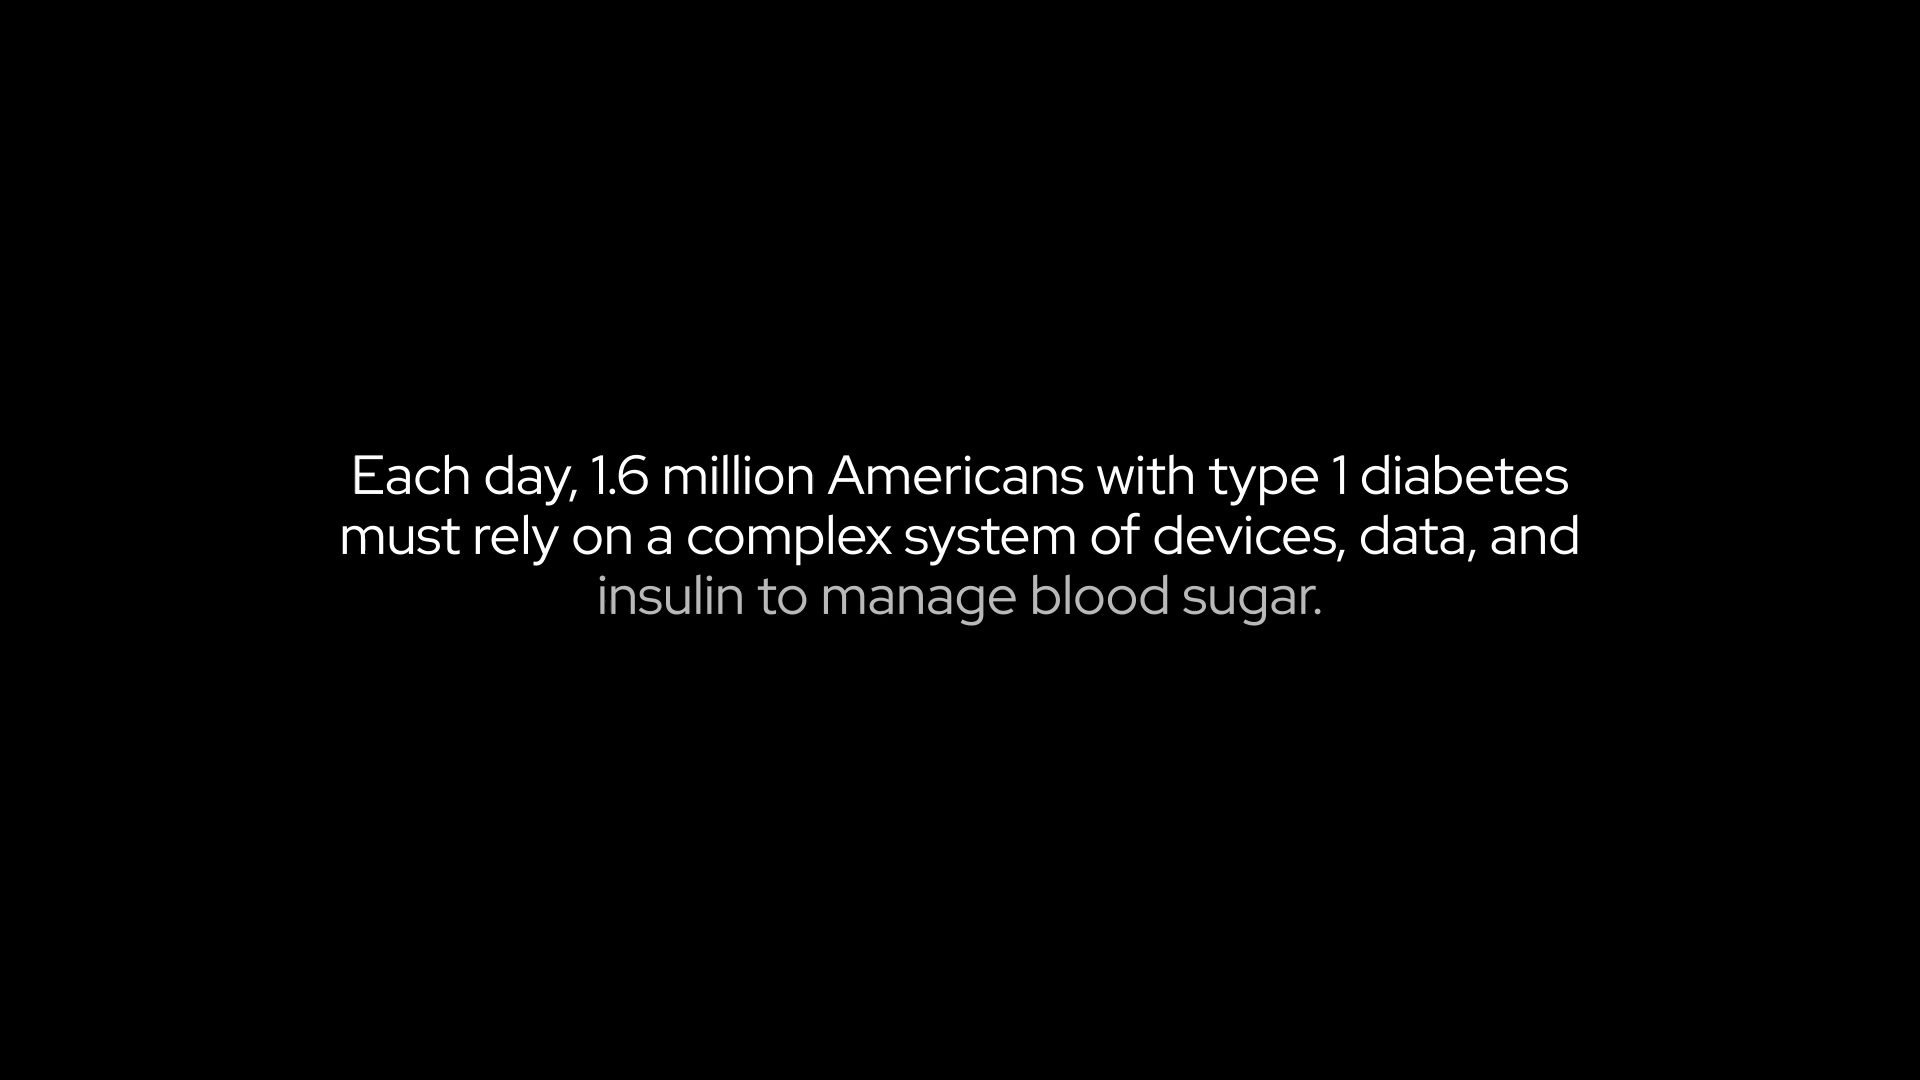 Each day, 1.6 million Americans with type 1 diabetes
must rely on a complex system of devices, data, and
insulin to manage blood sugar.